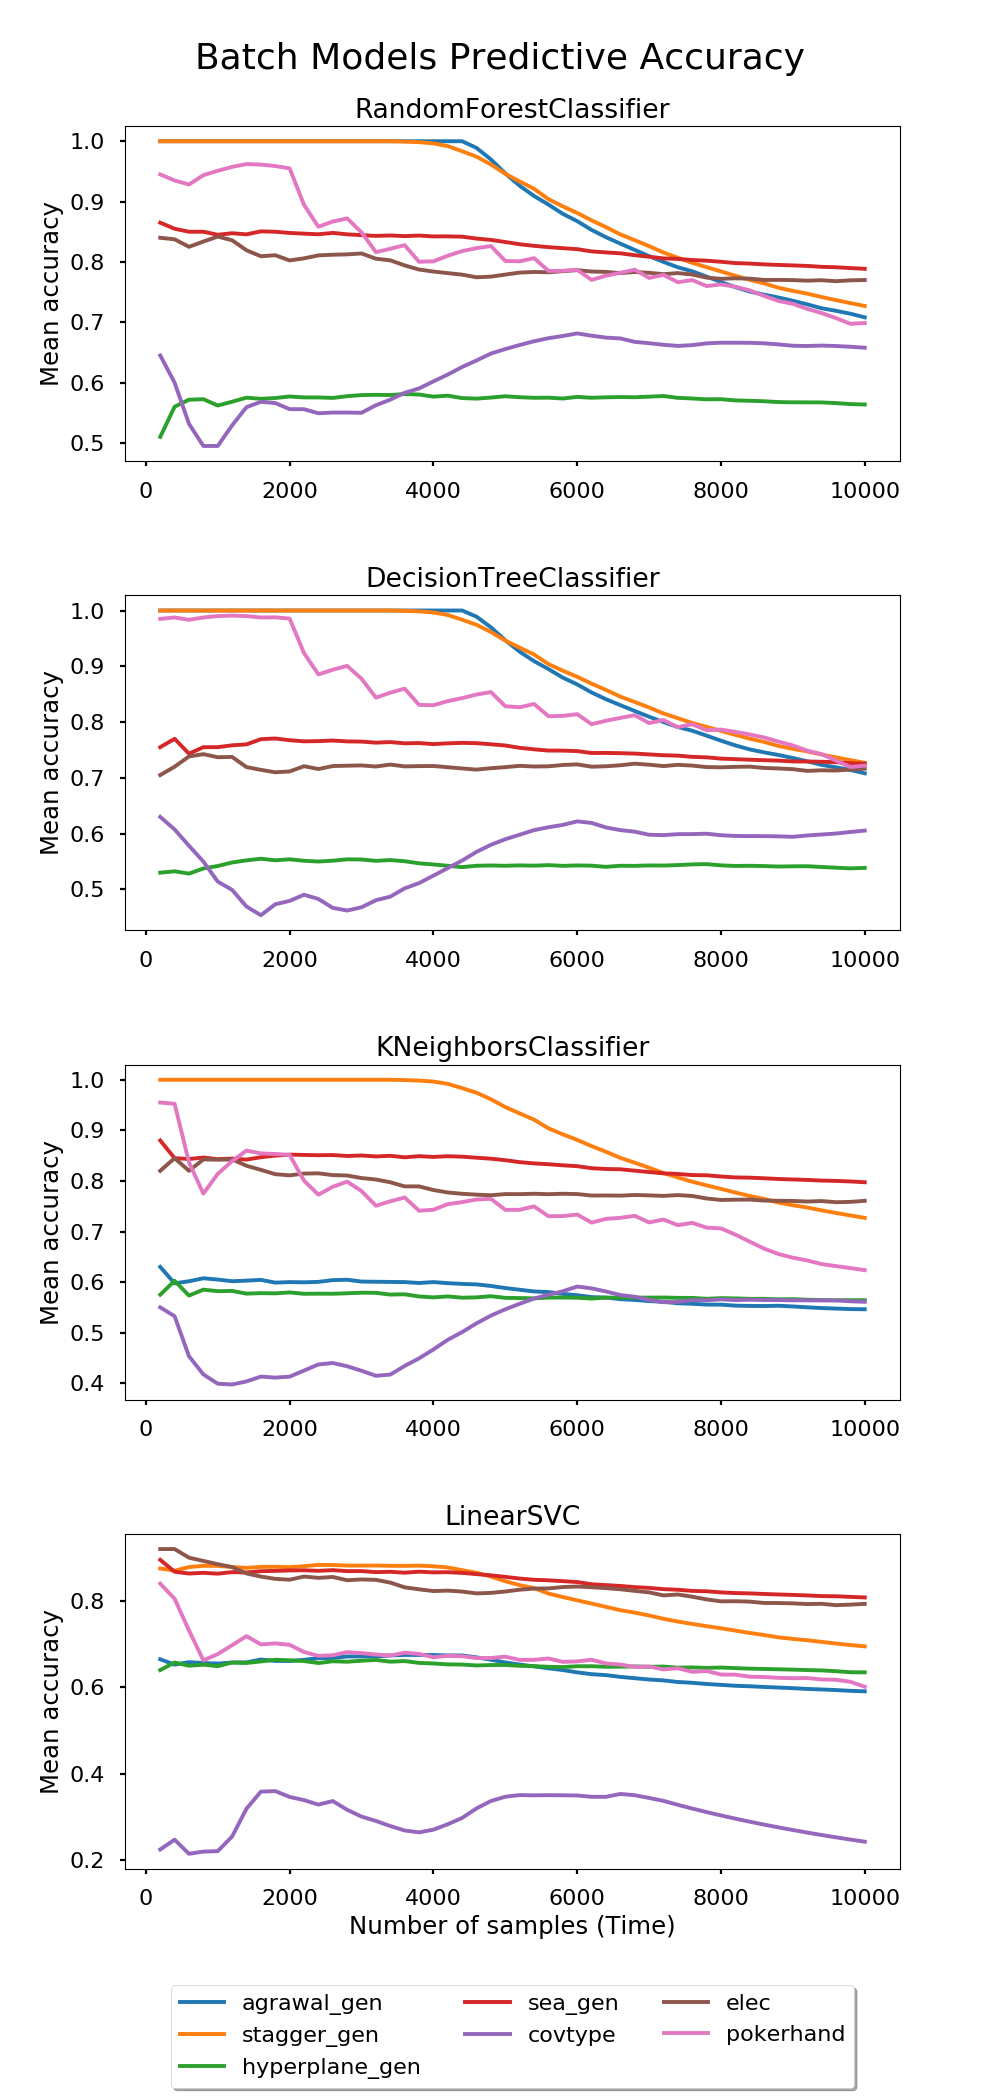 Batch Models Predictive Accuracy
RandomForestClassifier
Mean accuracy
1.0
0.9
0.8
0.7
0.6
0.5
0 2000 4000 6000 8000 10000
DecisionTreeClassifier
Mean accuracy
1.0
0.9
0.8
0.7
0.6
0.5
0 2000 4000 6000 8000 10000
KNeighborsClassifier
Mean accuracy
1.0
0.9
0.8
0.7
0.6
0.5
0.4
0 2000 4000 6000 8000 10000
LinearSVC
Mean accuracy
0.8
0.6
0.4
0.2
0 2000 4000 6000 8000 10000
Number of samples (Time)
agrawal_gen sea_gen elec
stagger_gen covtype pokerhand
hyperplane_gen